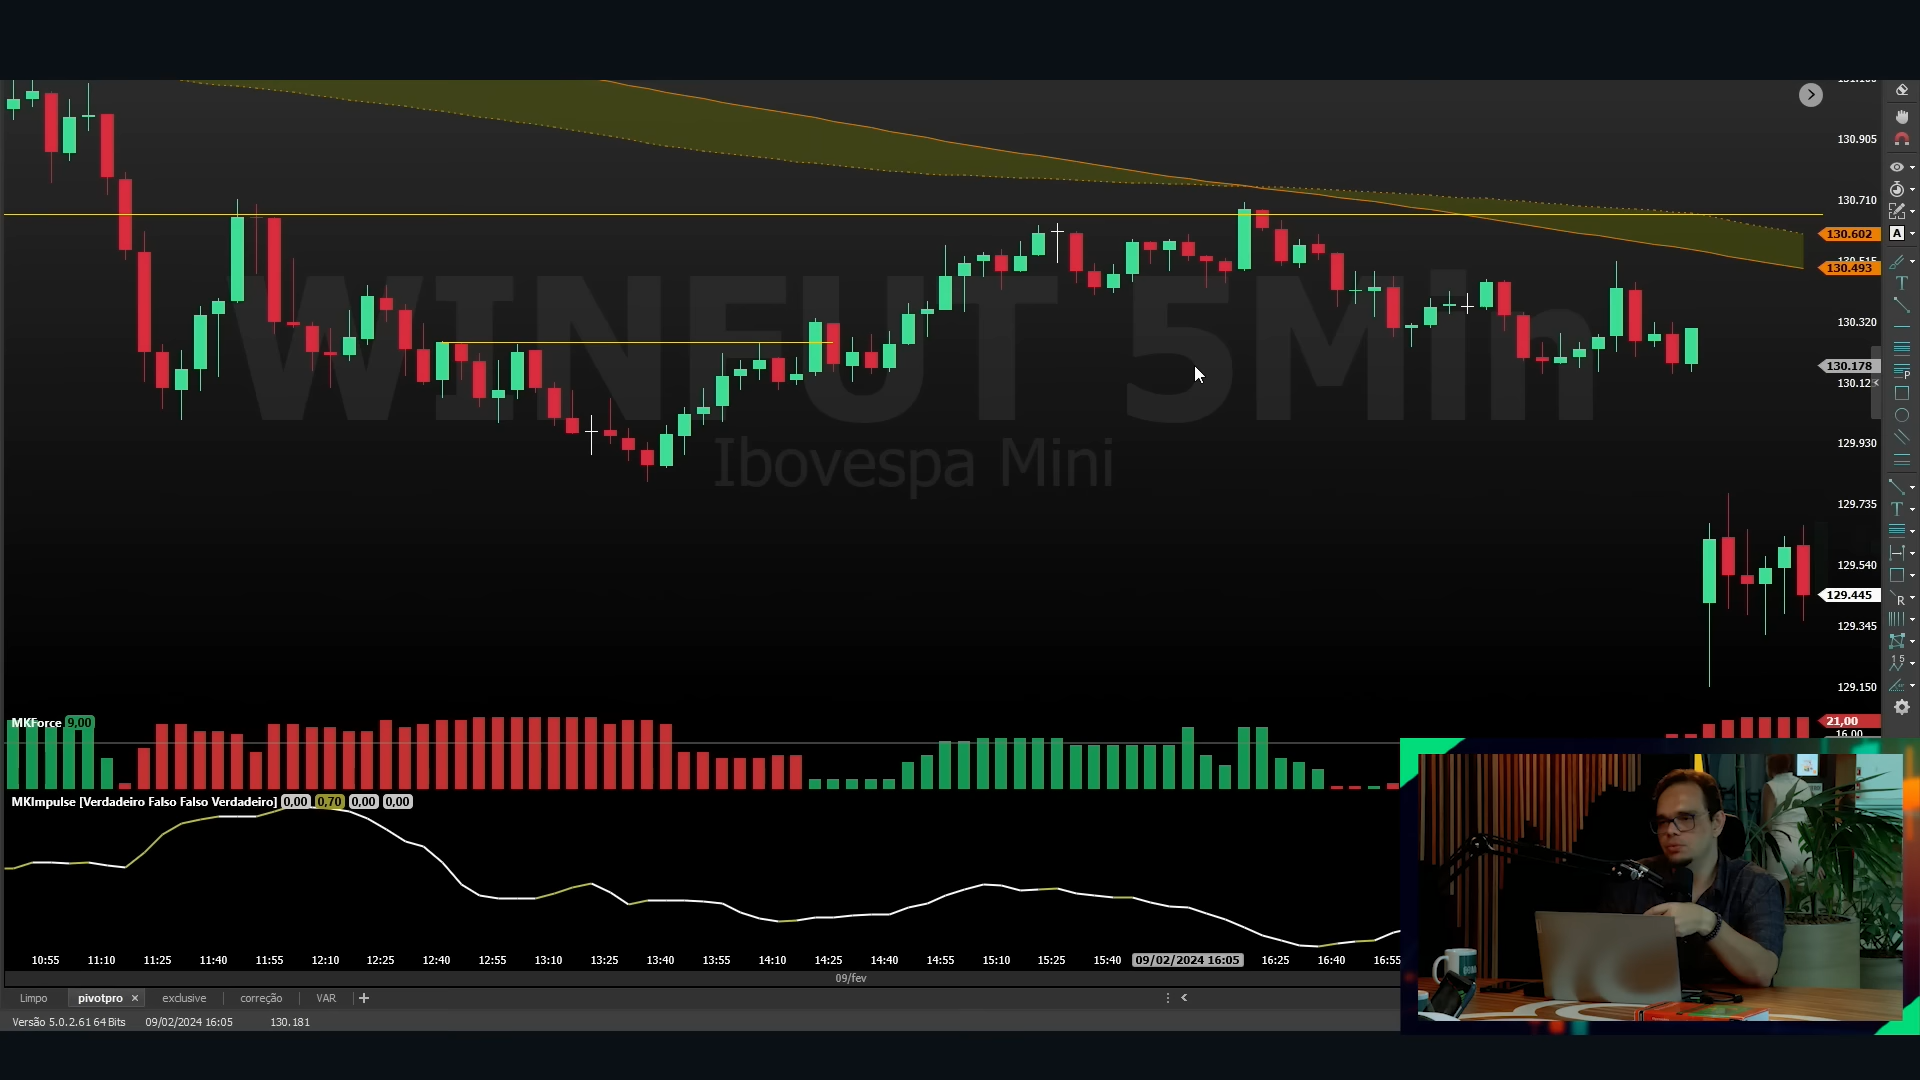 130.905
130.710
130.602
130.515
130.493
WINFUT 5Min
130.320
130.178
130.12
129.930
Ibovespa Mini
129.735
129.540
129.445
129.345
129.150
MKForce 9,00
21,00
16,00
MKImpulse [Verdadeiro Falso Falso Verdadeiro] 0,00 0,70 0,00 0,00
10:55 11:10 11:25 11:40 11:55 12:10 12:25 12:40 12:55 13:10 13:25 13:40 13:55 14:10 14:25 14:40 14:55 15:10 15:25 15:40 09/02/2024 16:05 16:25 16:40 16:55
09/fev
Limpo pivotpro exclusive correção VAR
Versão 5.0.2.61 64 Bits 09/02/2024 16:05 130.181